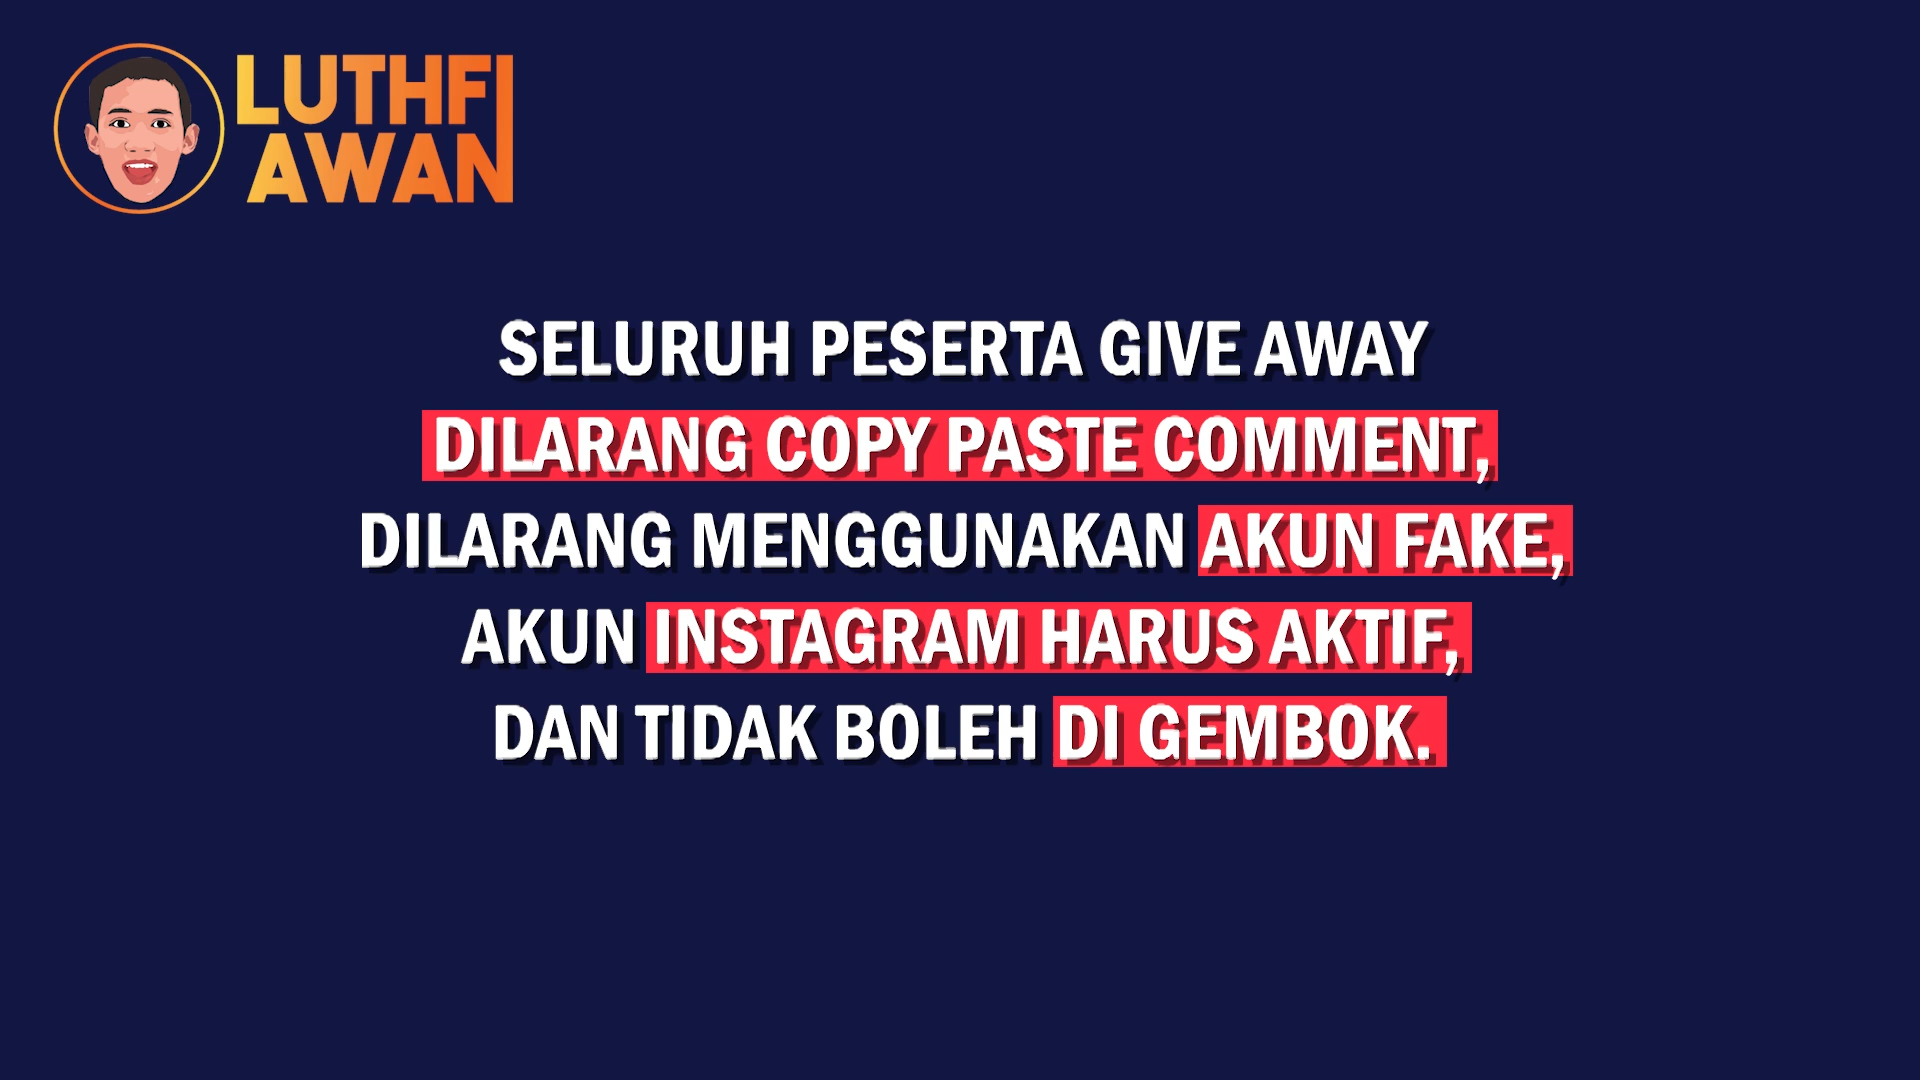 LUTHFI
AWAN
SELURUH PESERTA GIVE AWAY
DILARANG COPY PASTE COMMENT,
DILARANG MENGGUNAKAN AKUN FAKE,
AKUN INSTAGRAM HARUS AKTIF,
DAN TIDAK BOLEH DI GEMBOK.